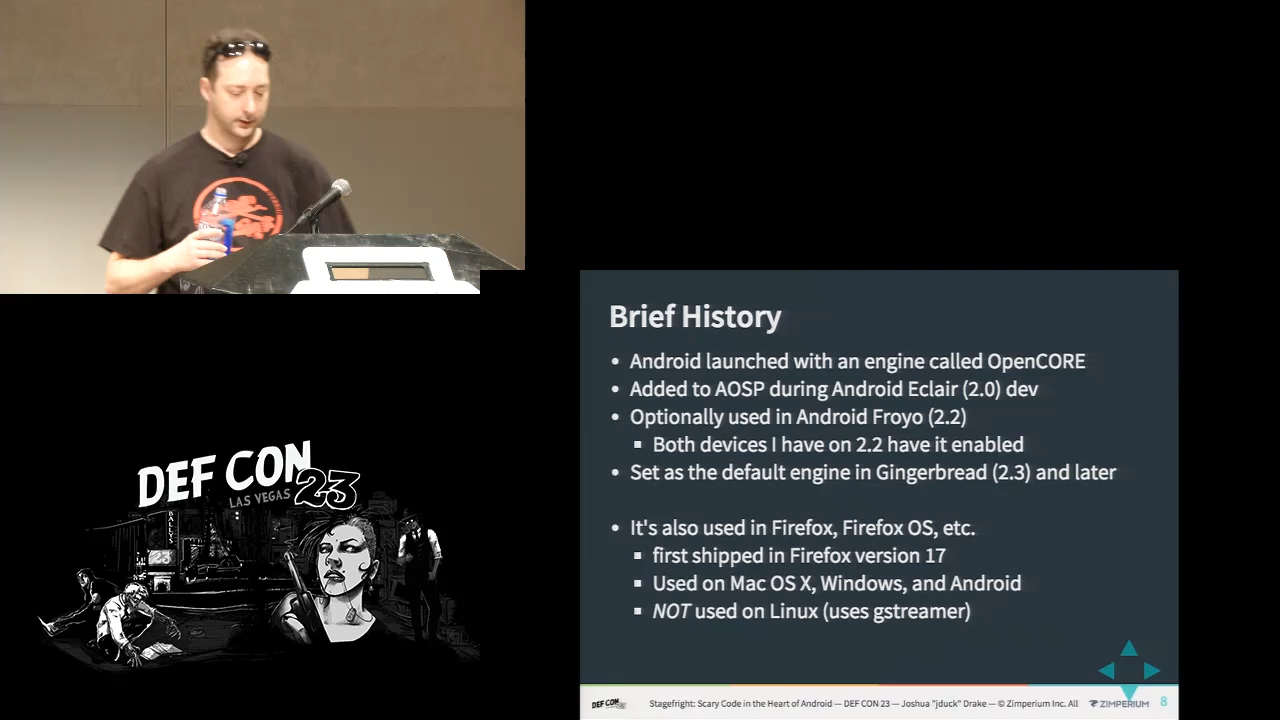 Brief History
• Android launched with an engine called OpenCORE
• Added to AOSP during Android Eclair (2.0) dev
• Optionally used in Android Froyo (2.2)
▪ Both devices I have on 2.2 have it enabled
• Set as the default engine in Gingerbread (2.3) and later
• It's also used in Firefox, Firefox OS, etc.
▪ first shipped in Firefox version 17
▪ Used on Mac OS X, Windows, and Android
▪ NOT used on Linux (uses gstreamer)
DEF CON
LAS VEGAS 23
BALLYS
DEF CON Stagefright: Scary Code in the Heart of Android — DEF CON 23 — Joshua "jduck" Drake — © Zimperium Inc. All ZIMPERIUM 8